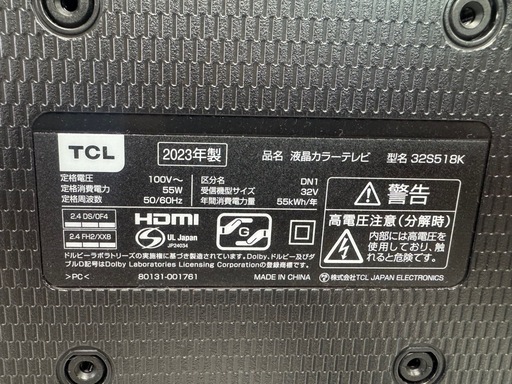 TCL 2023年製 品名 液晶カラーテレビ 型名 32S518K
定格電圧 100V〜 区分名 DN1
定格消費電力 55W 受信機型サイズ 32V
定格周波数 50/60Hz 年間消費電力量 55kWh/年
2.4 DS/OF4
2.4 FH2/XXB
HDMI
S UL Japan
JP24034
G
ドルビーラボラトリーズの実施権に基づき製造されています。Dolby、ドルビー及びダ
ブルD記号はDolby Laboratories Licensing Corporationの登録商標です。
>PC< 80131-001761 MADE IN CHINA
警告
高電圧注意(分解時)
内部には高電圧を
使用しており、触れ
ると危険です。
株式会社TCL JAPAN ELECTRONICS